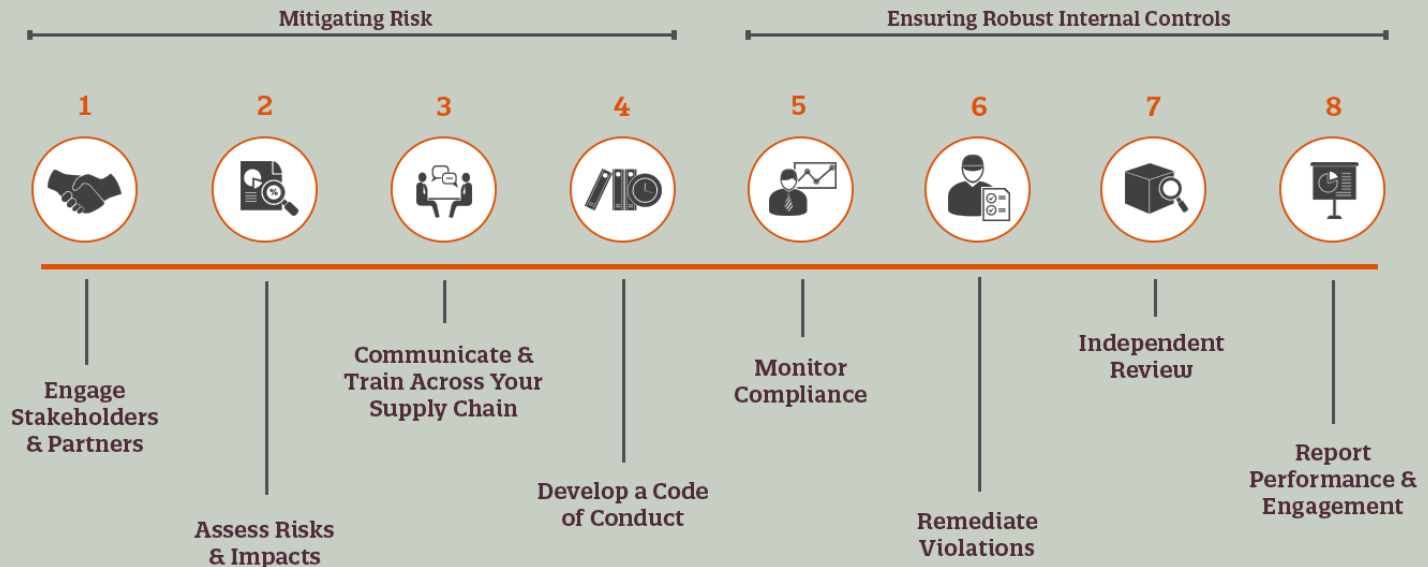 Mitigating Risk
Ensuring Robust Internal Controls
1
2
3
4
5
6
7
8
%
Engage
Stakeholders
& Partners
Assess Risks
& Impacts
Communicate &
Train Across Your
Supply Chain
Develop a Code
of Conduct
Monitor
Compliance
Remediate
Violations
Independent
Review
Report
Performance &
Engagement